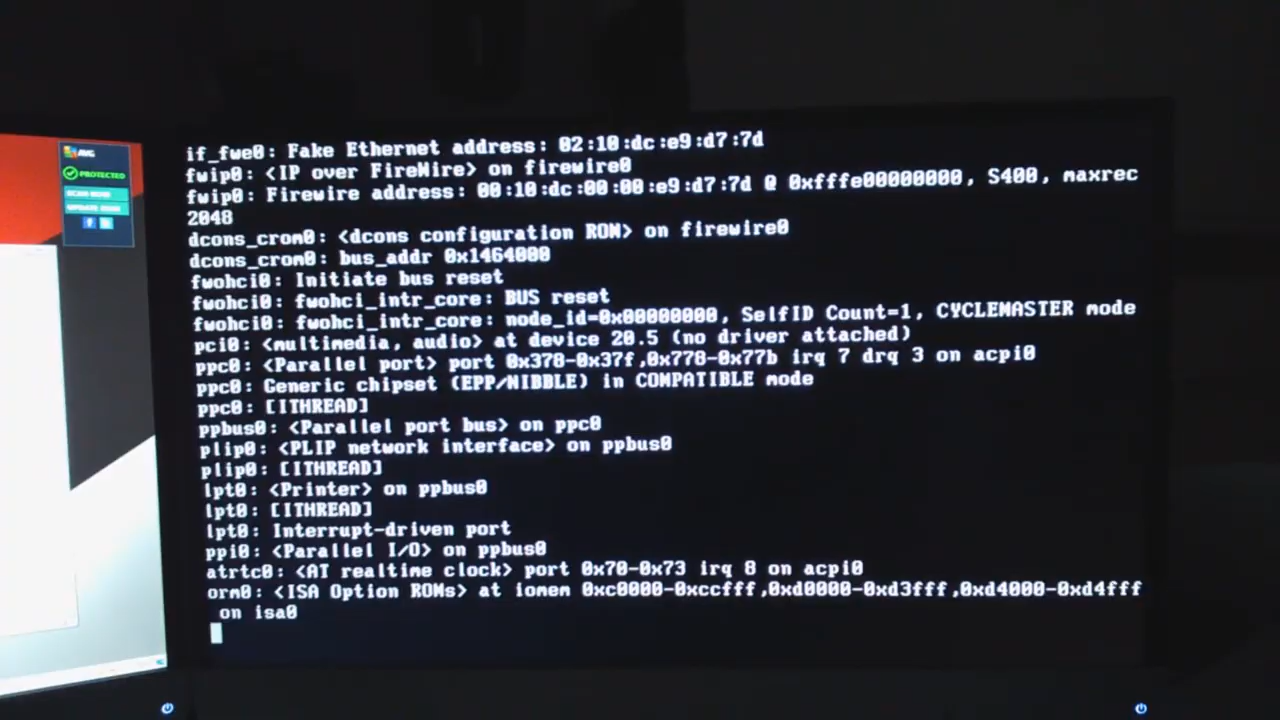 AVG
PROTECTED
SCAN NOW
UPDATE NOW
if_fwe0: Fake Ethernet address: 02:10:dc:e9:d7:7d
fwip0: <IP over FireWire> on firewire0
fwip0: Firewire address: 00:10:dc:00:00:e9:d7:7d @ 0xfffe00000000, S400, maxrec
2048
dcons_crom0: <dcons configuration ROM> on firewire0
dcons_crom0: bus_addr 0x1464000
fwohci0: Initiate bus reset
fwohci0: fwohci_intr_core: BUS reset
fwohci0: fwohci_intr_core: node_id=0x00000000, SelfID Count=1, CYCLEMASTER mode
pci0: <multimedia, audio> at device 20.5 (no driver attached)
ppc0: <Parallel port> port 0x378-0x37f,0x778-0x77b irq 7 drq 3 on acpi0
ppc0: Generic chipset (EPP/NIBBLE) in COMPATIBLE mode
ppc0: [ITHREAD]
ppbus0: <Parallel port bus> on ppc0
plip0: <PLIP network interface> on ppbus0
plip0: [ITHREAD]
lpt0: <Printer> on ppbus0
lpt0: [ITHREAD]
lpt0: Interrupt-driven port
ppi0: <Parallel I/O> on ppbus0
atrtc0: <AT realtime clock> port 0x70-0x73 irq 8 on acpi0
orm0: <ISA Option ROMs> at iomem 0xc0000-0xccfff,0xd0000-0xd3fff,0xd4000-0xd4fff
on isa0